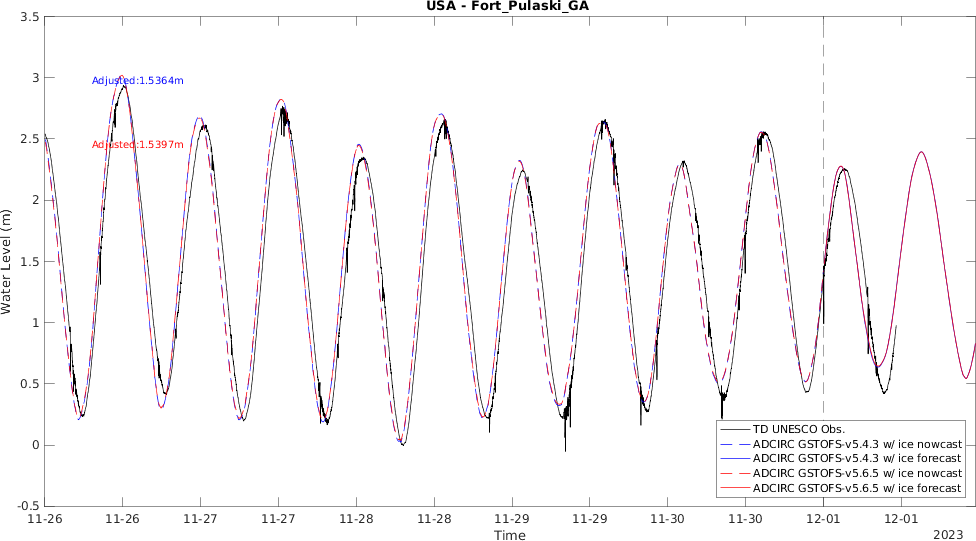 USA - Fort_Pulaski_GA
3.5
3
2.5
2
1.5
1
0.5
0
-0.5
Water Level (m)
Adjusted:1.5364m
Adjusted:1.5397m
TD UNESCO Obs.
ADCIRC GSTOFS-v5.4.3 w/ ice nowcast
ADCIRC GSTOFS-v5.4.3 w/ ice forecast
ADCIRC GSTOFS-v5.6.5 w/ ice nowcast
ADCIRC GSTOFS-v5.6.5 w/ ice forecast
11-26 11-26 11-27 11-27 11-28 11-28 11-29 11-29 11-30 11-30 12-01 12-01
Time
2023